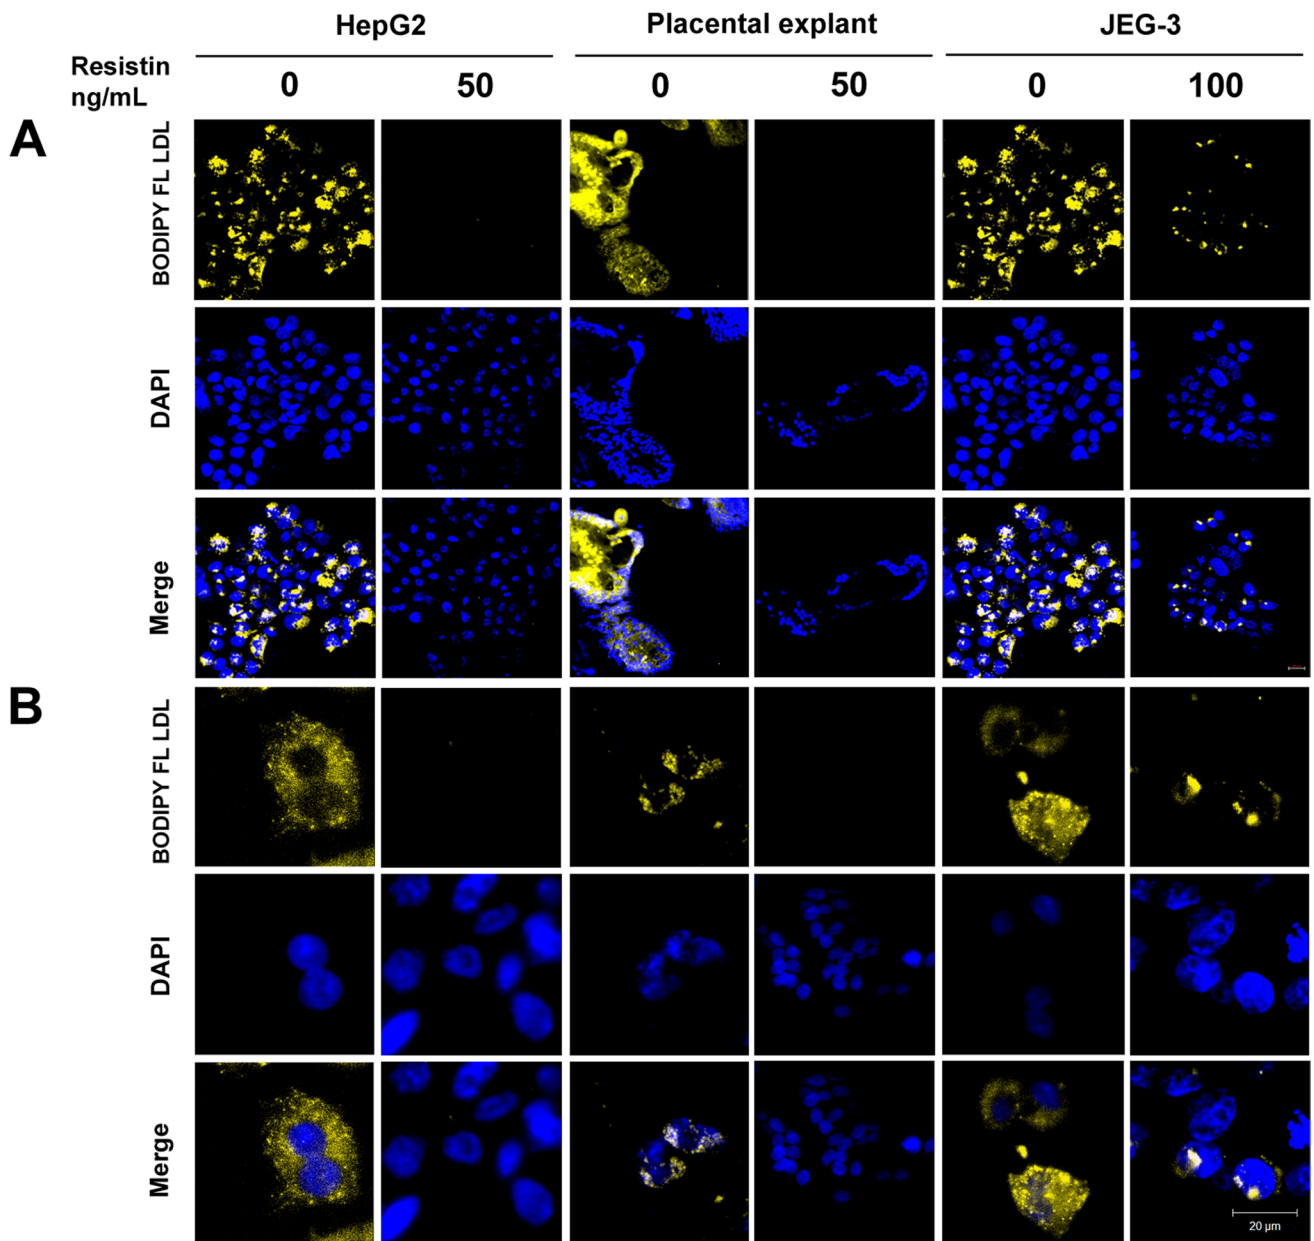 HepG2 Placental explant JEG-3
Resistin
ng/mL
0 50 0 50 0 100
A
BODIPY FL LDL
DAPI
Merge
B
BODIPY FL LDL
DAPI
Merge
20 µm